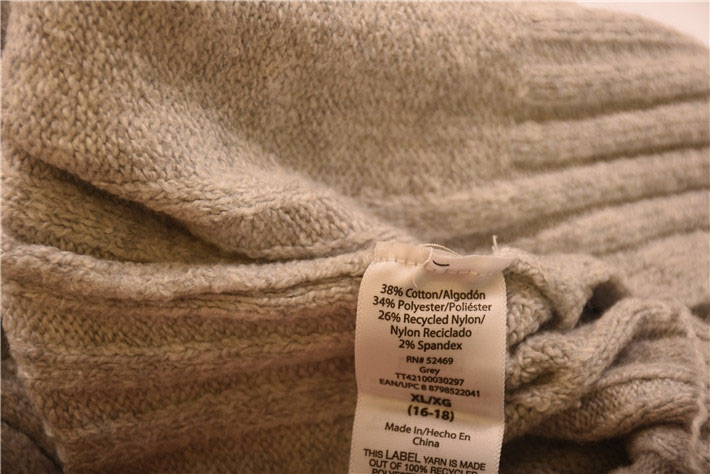 38% Cotton/Algodón
34% Polyester/Poliéster
26% Recycled Nylon/
Nylon Reciclado
2% Spandex
RN# 52469
Grey
TT42100030297
EAN/UPC 8 8798522041
XL/XG
(16-18)
Made In/Hecho En
China
THIS LABEL YARN IS MADE
OUT OF 100% RECYCLED